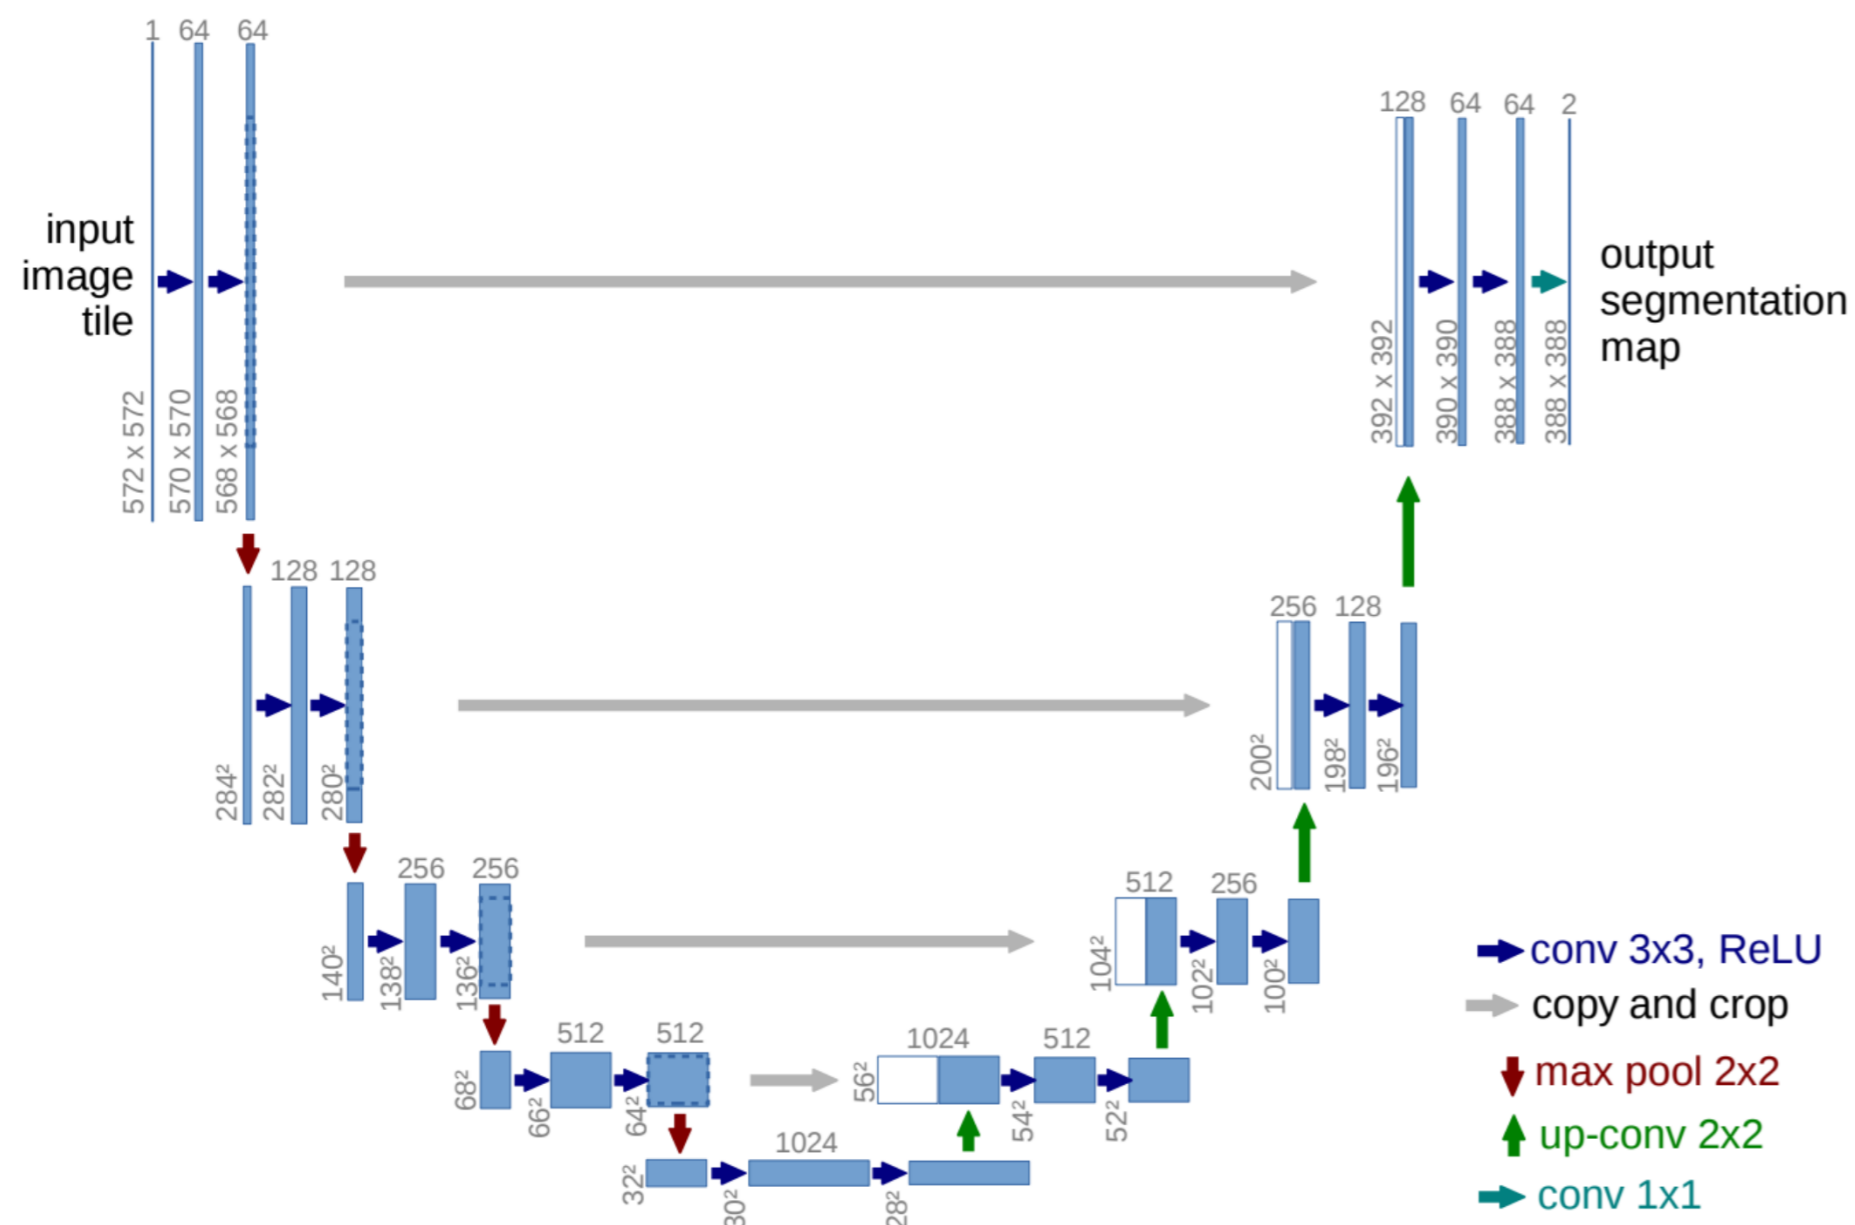 1 64 64
input
image
tile
572 x 572
570 x 570
568 x 568
128 64 64 2
392 x 392
390 x 390
388 x 388
388 x 388
output
segmentation
map
128 128
284²
282²
280²
256 128
200²
198²
196²
256 256
140²
138²
136²
512 256
104²
102²
100²
512 512
68²
66²
64²
1024 512
56²
54²
52²
1024
32²
30²
28²
conv 3x3, ReLU
copy and crop
max pool 2x2
up-conv 2x2
conv 1x1